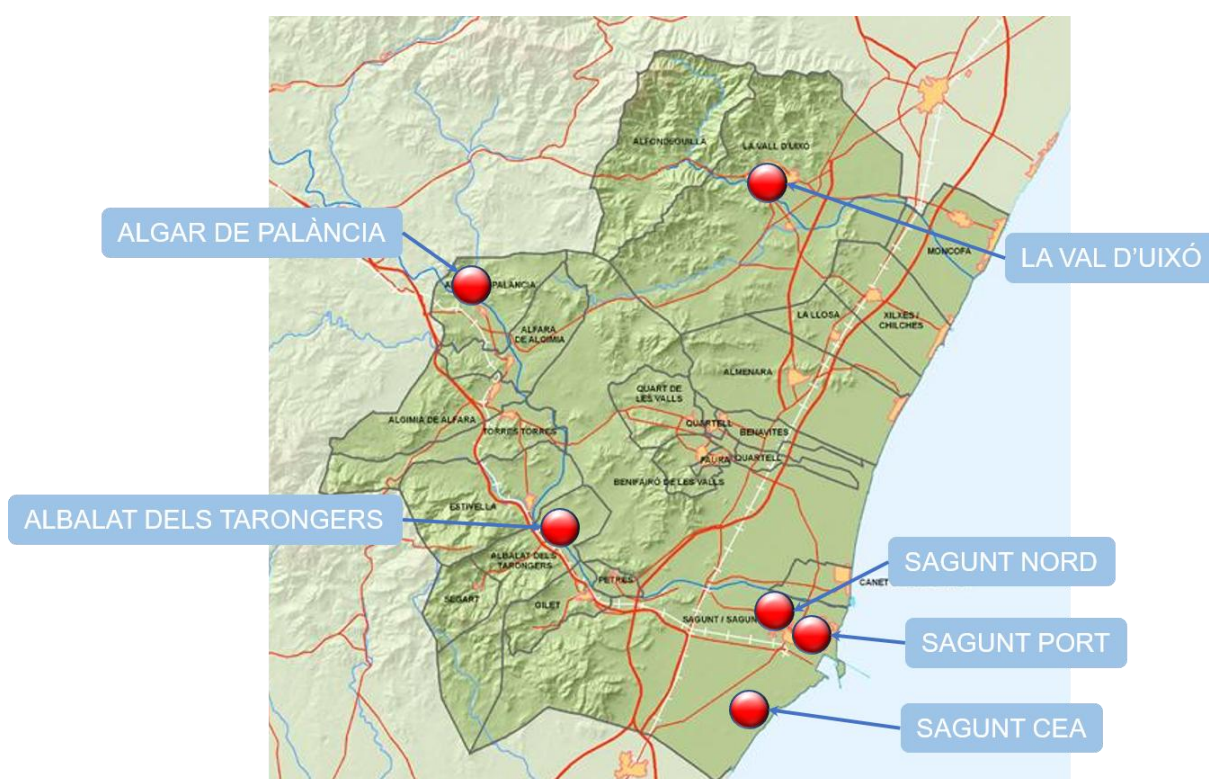 ALFONDEGUILLA
LA VALL D'UIXÓ
ALGAR DE PALÀNCIA
LA VAL D'UIXÓ
MONCOFA
PALÀNCIA
LA LLOSA
XILXES /
CHILCHES
ALFARA
DE ALGIMIA
ALMENARA
QUART DE
LES VALLS
ALGIMIA DE ALFARA
TORRES TORRES
QUARTELL
BENAVITES
FAURA
QUARTELL
BENIFAIRÓ DE LES VALLS
ESTIVELLA
ALBALAT DELS TARONGERS
ALBALAT DELS
TARONGERS
SAGUNT NORD
PETRÉS
CANET
SEGART
GILET
SAGUNT / SAGUN
SAGUNT PORT
SAGUNT CEA